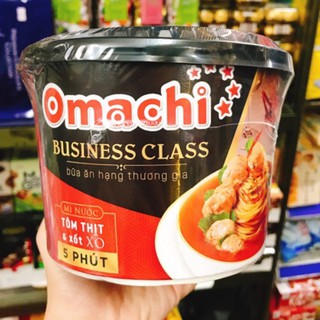 Omachi
BUSINESS CLASS
bữa ăn hạng thương gia
MÌ NƯỚC
TÔM THỊT
& XỐT XO
5 PHÚT